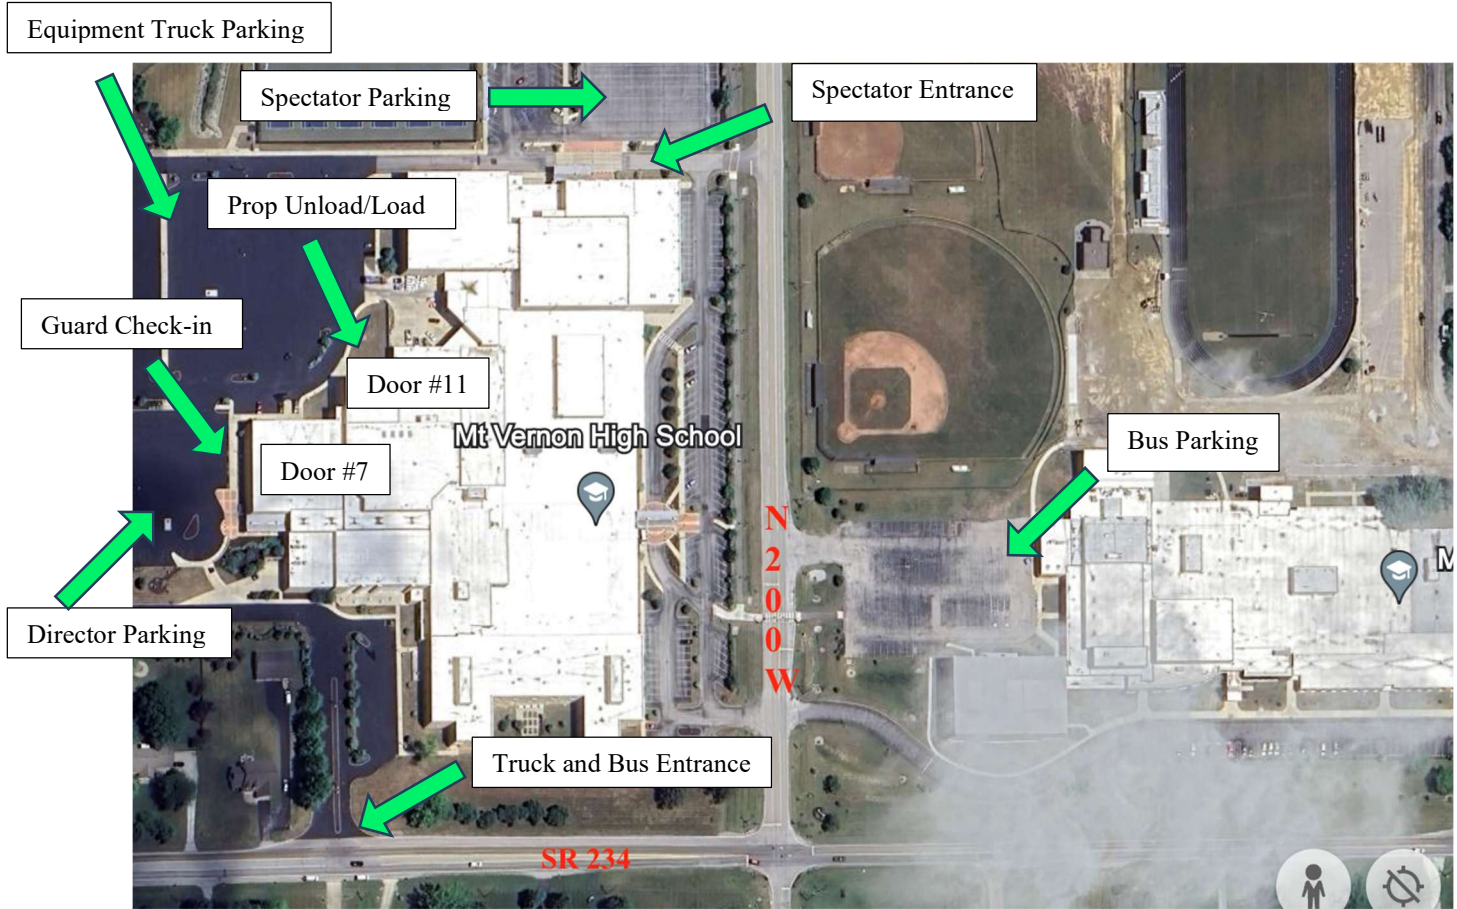 Equipment Truck Parking
Spectator Parking
Spectator Entrance
Prop Unload/Load
Guard Check-in
Door #11
Mt Vernon High School
Bus Parking
Door #7
N
2
0
0
W
M
Director Parking
Truck and Bus Entrance
SR 234